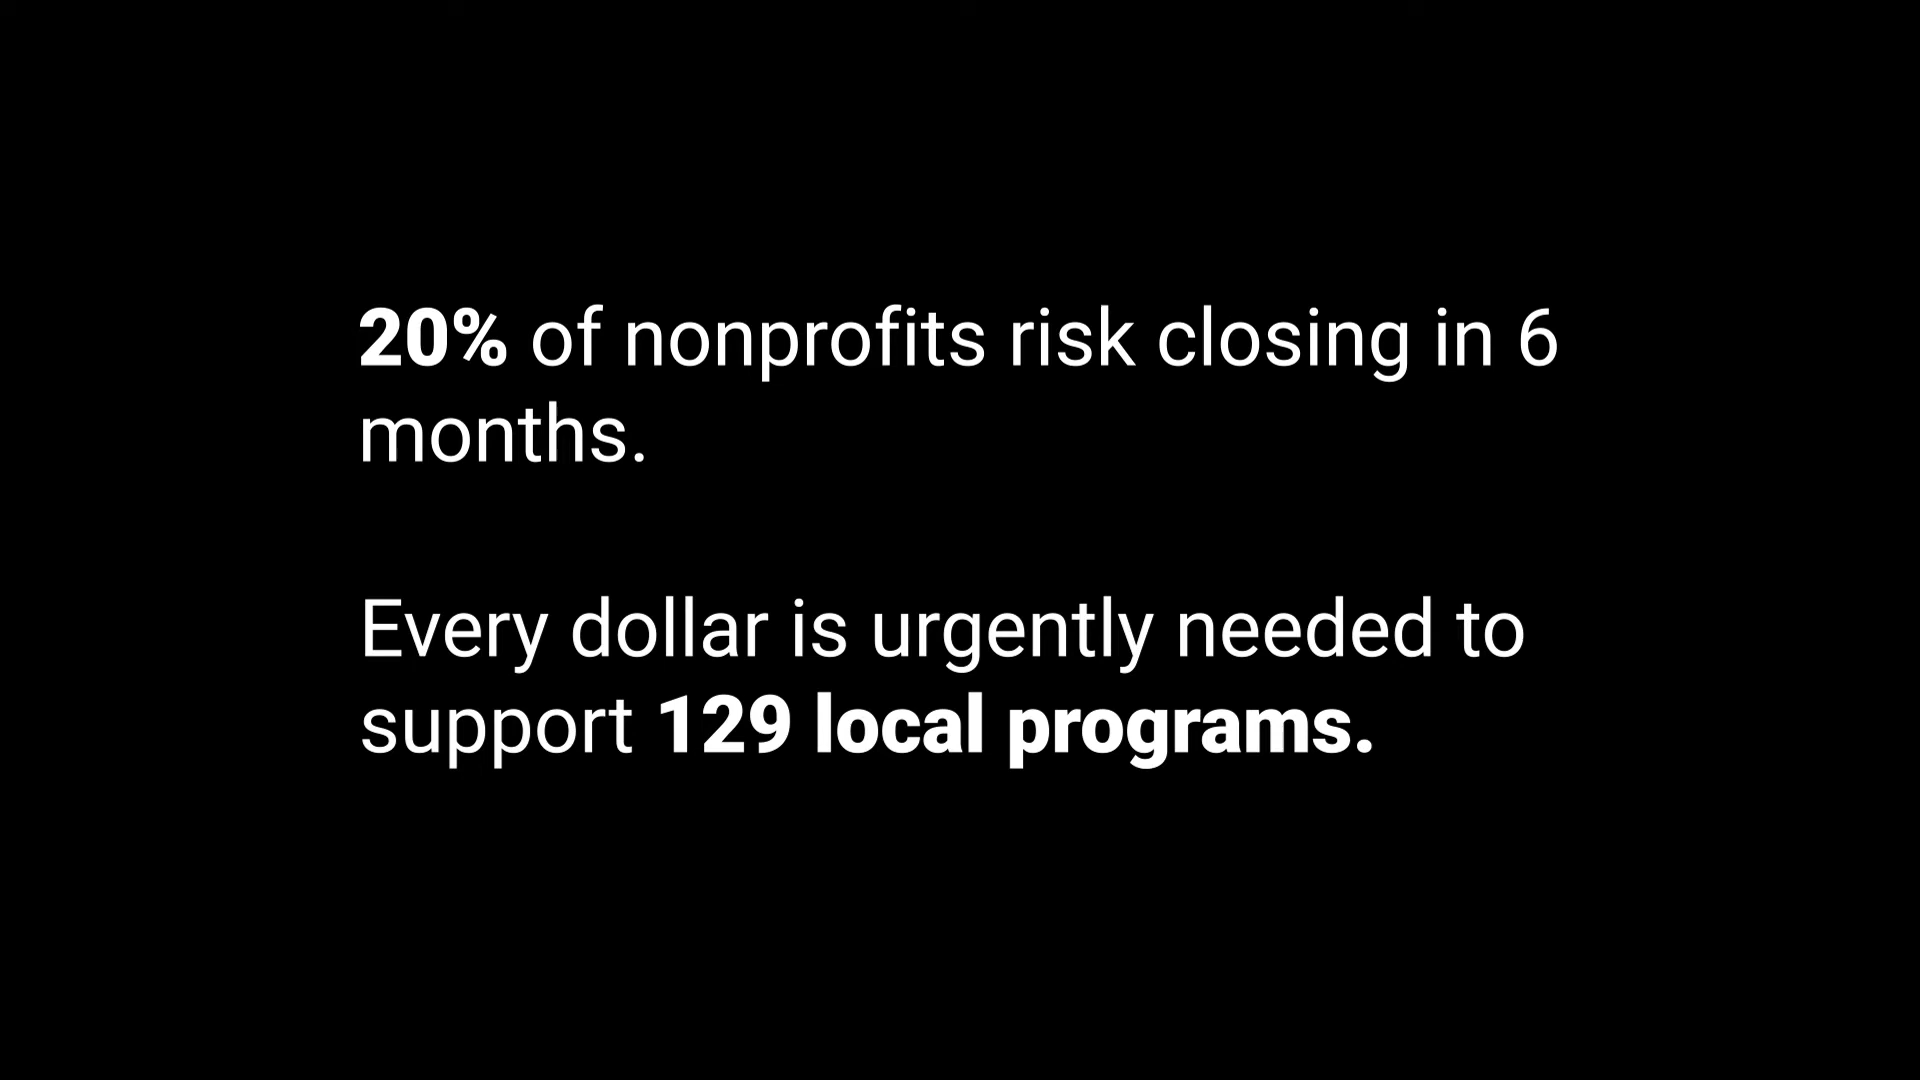 20% of nonprofits risk closing in 6
months.
Every dollar is urgently needed to
support 129 local programs.